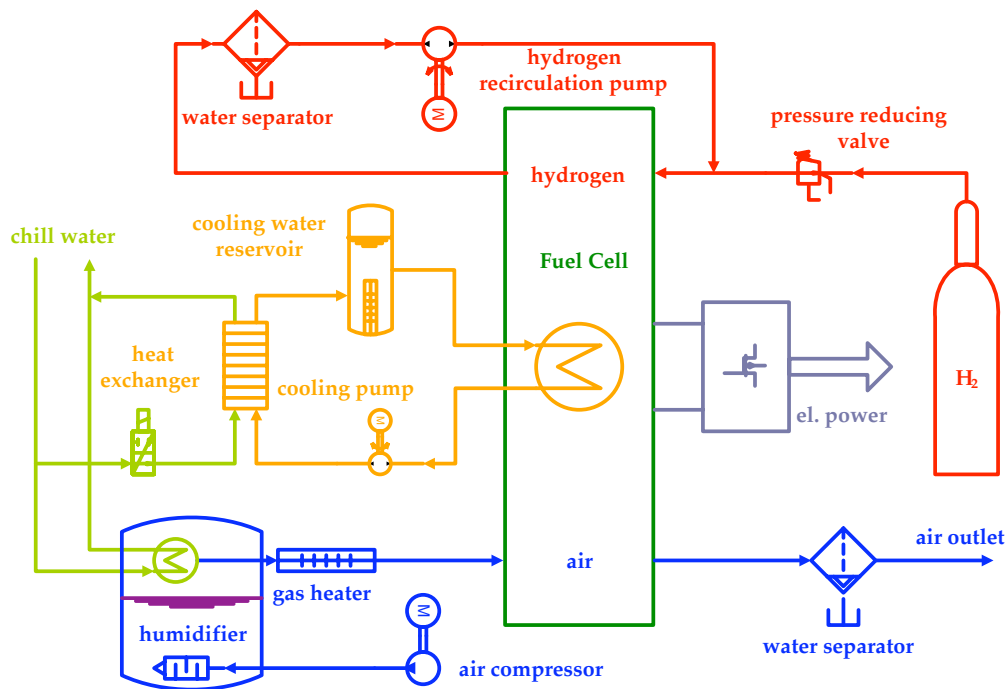 hydrogen
recirculation pump
water separator
pressure reducing
valve
hydrogen
M
cooling water
reservoir
chill water
Fuel Cell
heat
exchanger
cooling pump
M
H₂
el. power
air outlet
air
gas heater
M
humidifier
air compressor
water separator